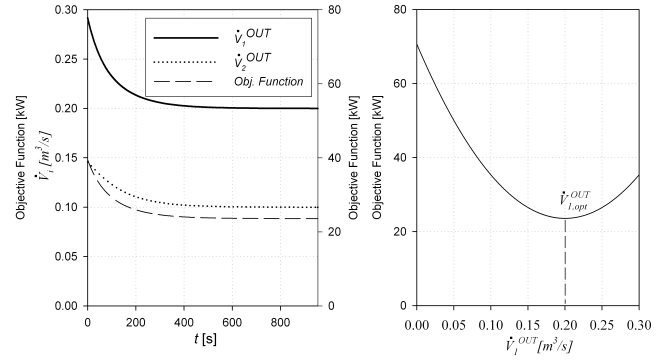 0.30
0.25
0.20
0.15
0.10
0.05
0.00
Objective Function [kW]
V̇i [m3/s]
V̇1OUT
V̇2OUT
Obj. Function
80
60
40
20
0
Objective Function [kW]
0 200 400 600 800
t [s]
80
60
40
20
0
Objective Function [kW]
V̇1,optOUT
0.00 0.05 0.10 0.15 0.20 0.25 0.30
V̇1OUT[m3/s]